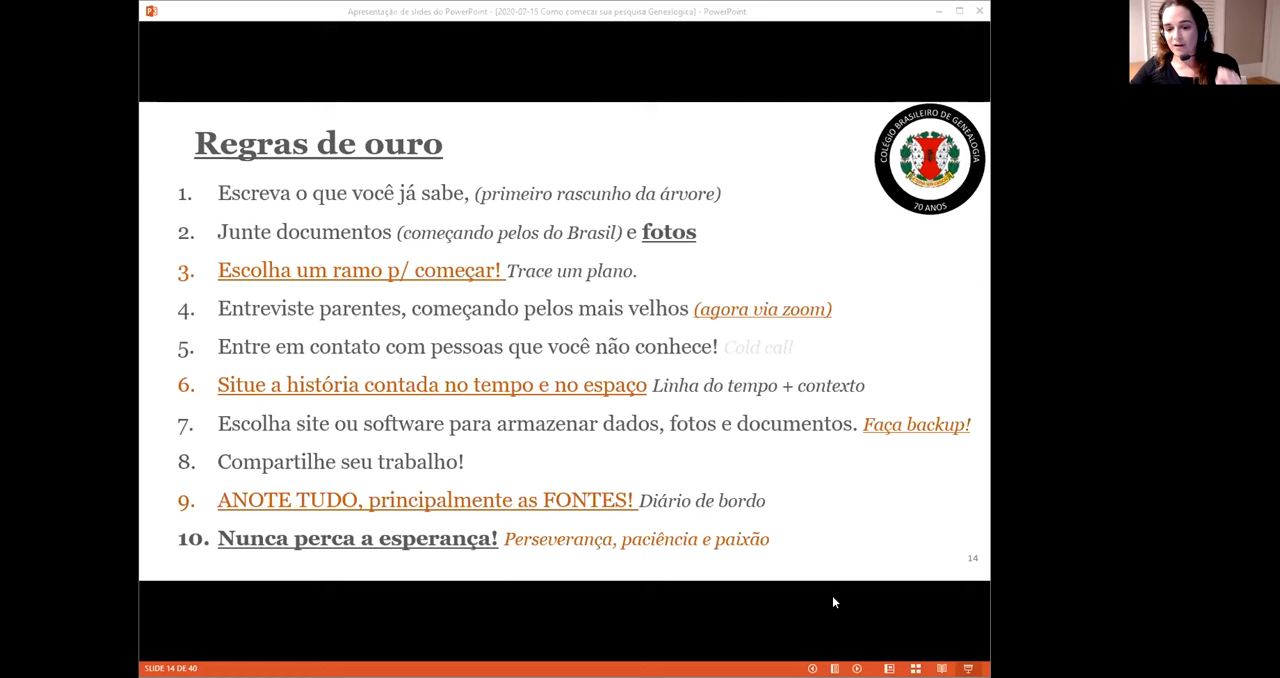 Apresentação de slides do PowerPoint - [2020-07-15 Como começar sua pesquisa Genealógica] - PowerPoint
Regras de ouro
COLÉGIO BRASILEIRO DE GENEALOGIA
70 ANOS
1. Escreva o que você já sabe, (primeiro rascunho da árvore)
2. Junte documentos (começando pelos do Brasil) e fotos
3. Escolha um ramo p/ começar! Trace um plano.
4. Entreviste parentes, começando pelos mais velhos (agora via zoom)
5. Entre em contato com pessoas que você não conhece! Cold call
6. Situe a história contada no tempo e no espaço Linha do tempo + contexto
7. Escolha site ou software para armazenar dados, fotos e documentos. Faça backup!
8. Compartilhe seu trabalho!
9. ANOTE TUDO, principalmente as FONTES! Diário de bordo
10. Nunca perca a esperança! Perseverança, paciência e paixão
14
SLIDE 14 DE 40